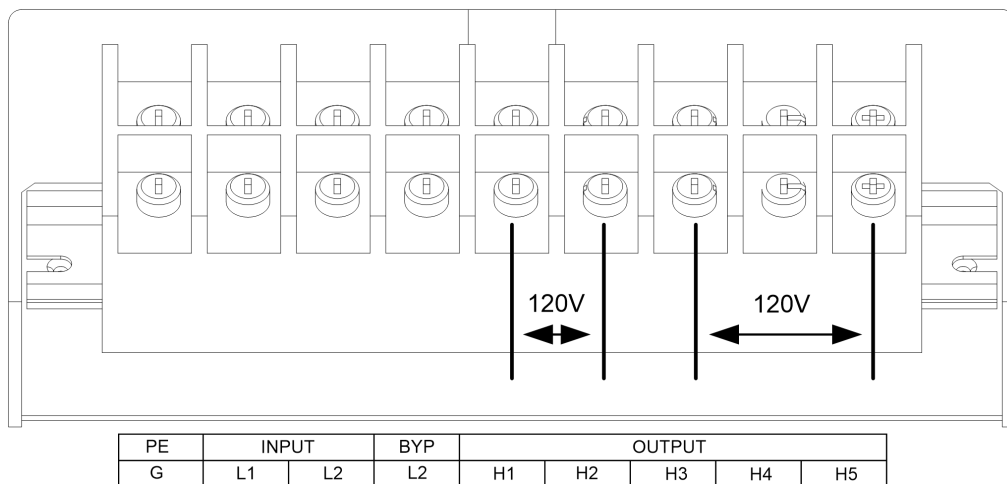 120V 120V
PE INPUT BYP OUTPUT
G L1 L2 L2 H1 H2 H3 H4 H5